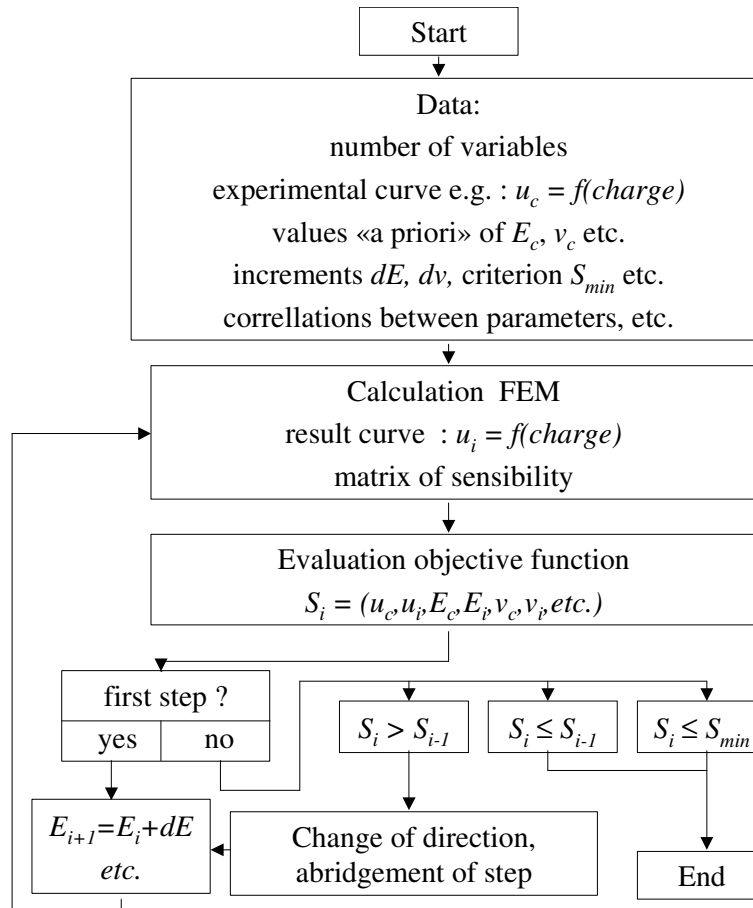 Start
Data:
number of variables
experimental curve e.g. : u_c = f(charge)
values «a priori» of E_c, v_c etc.
increments dE, dv, criterion S_min etc.
correllations between parameters, etc.
Calculation FEM
result curve : u_i = f(charge)
matrix of sensibility
Evaluation objective function
S_i = (u_c,u_i,E_c,E_i,v_c,v_i,etc.)
first step ?
yes
no
S_i > S_i-1
S_i ≤ S_i-1
S_i ≤ S_min
E_i+1=E_i+dE
etc.
Change of direction,
abridgement of step
End